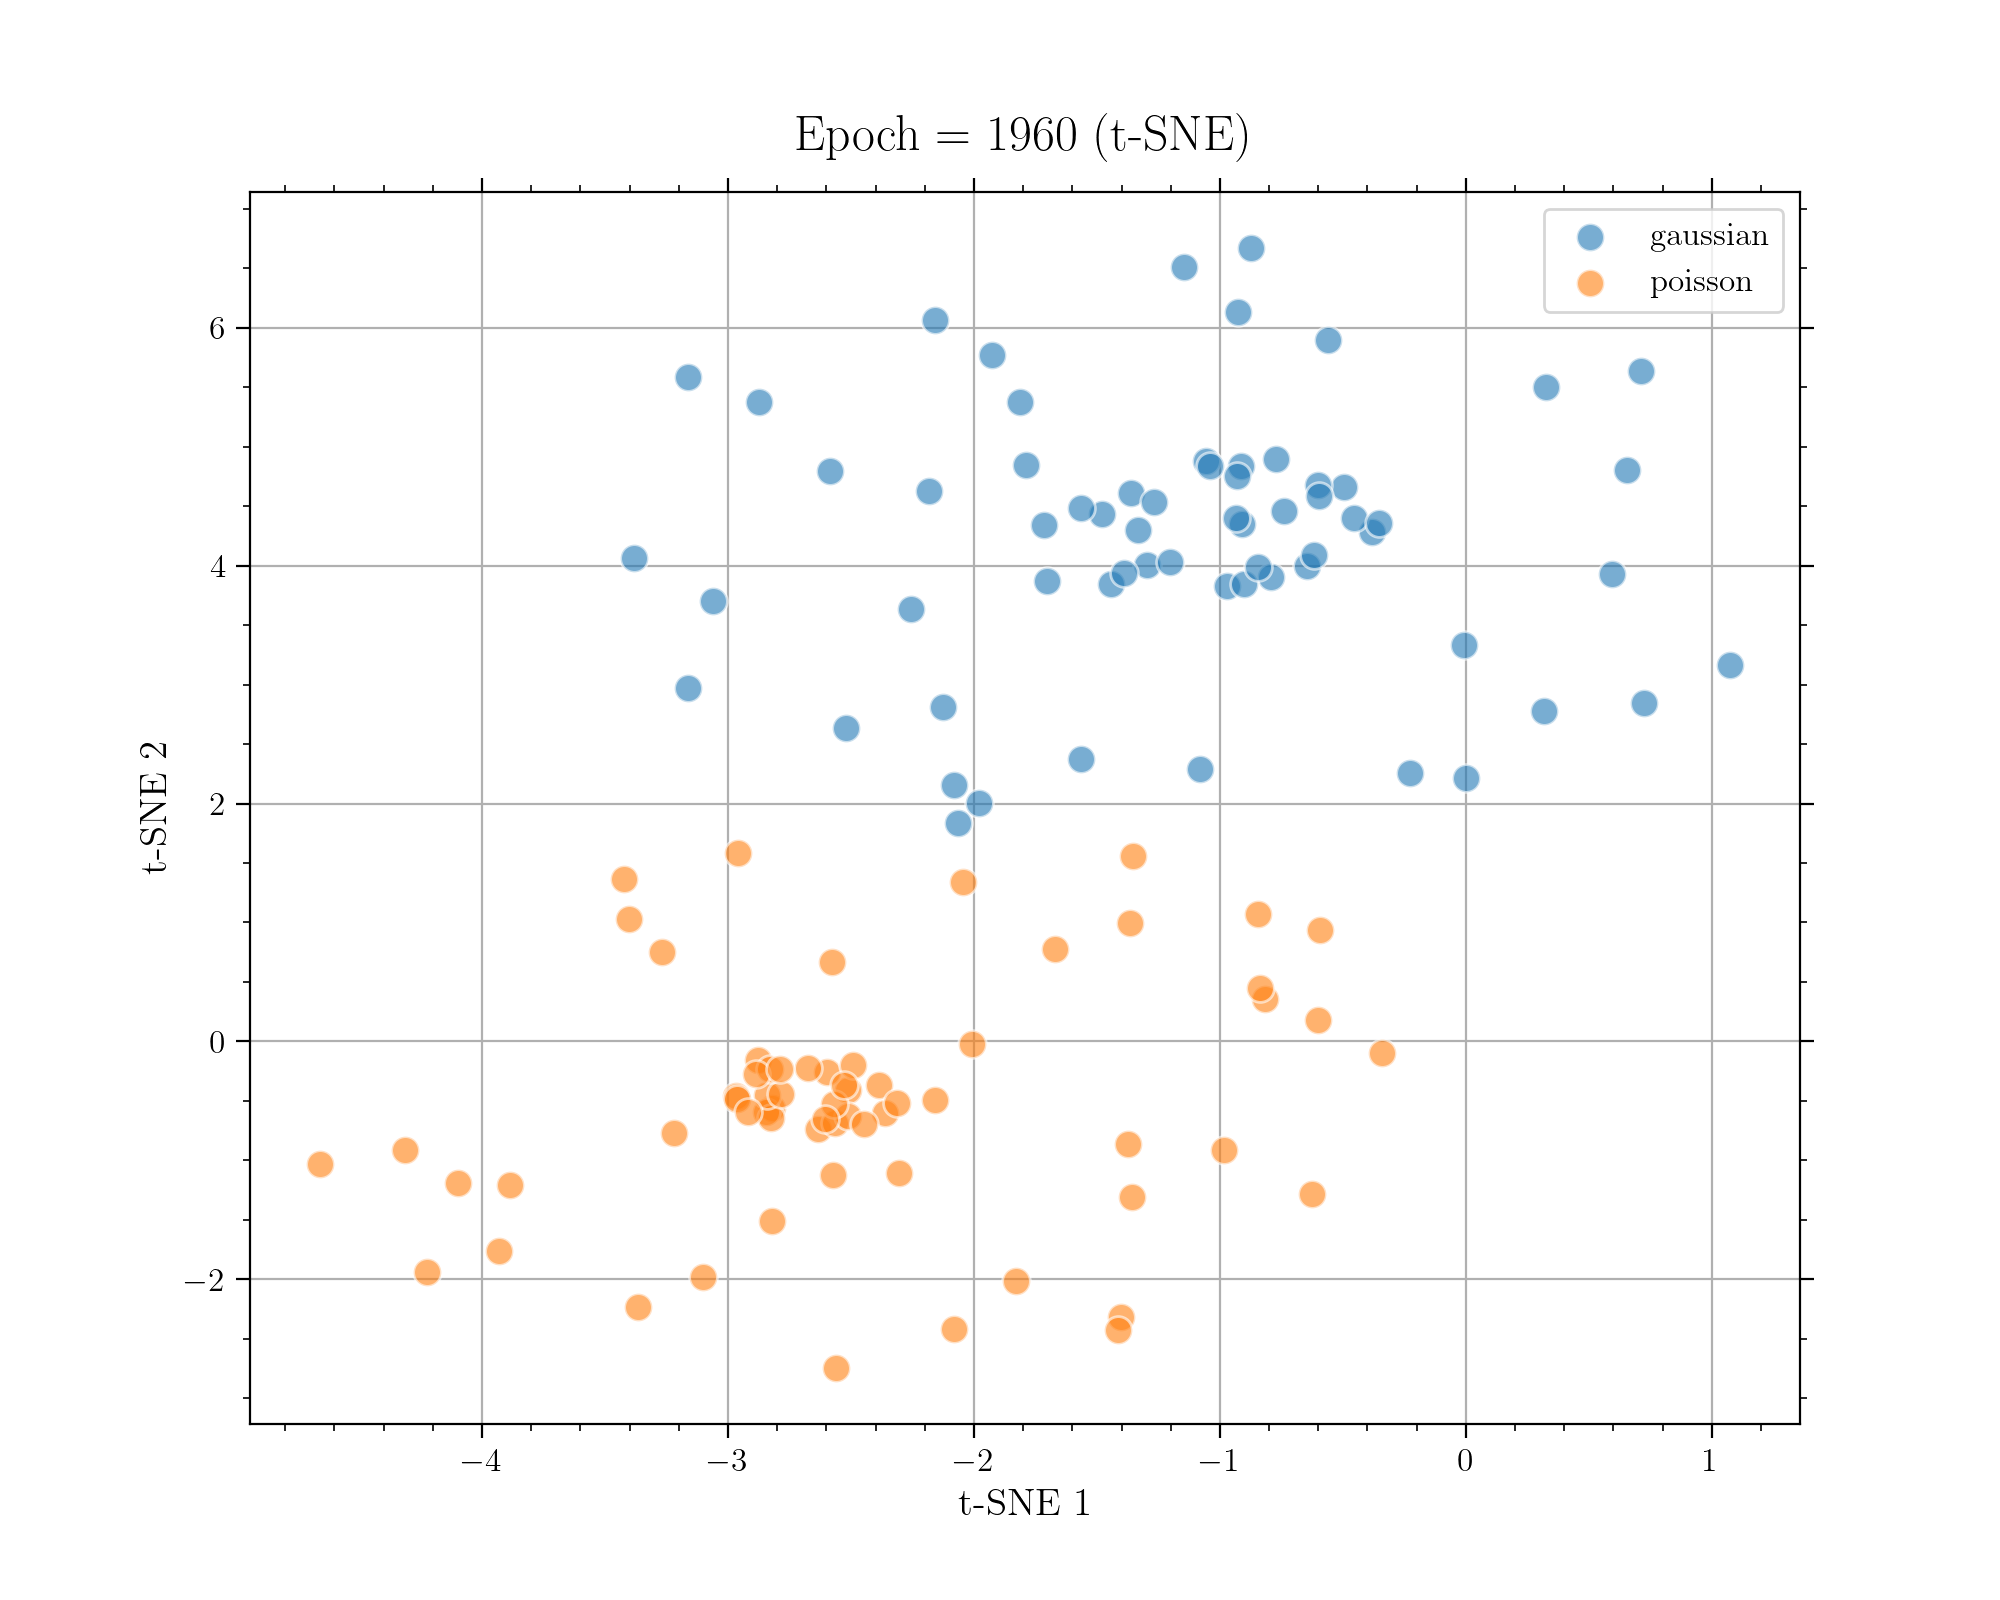 Epoch = 1960 (t-SNE)
gaussian
poisson
6
4
2
0
−2
t-SNE 2
−4
−3
−2
−1
0
1
t-SNE 1